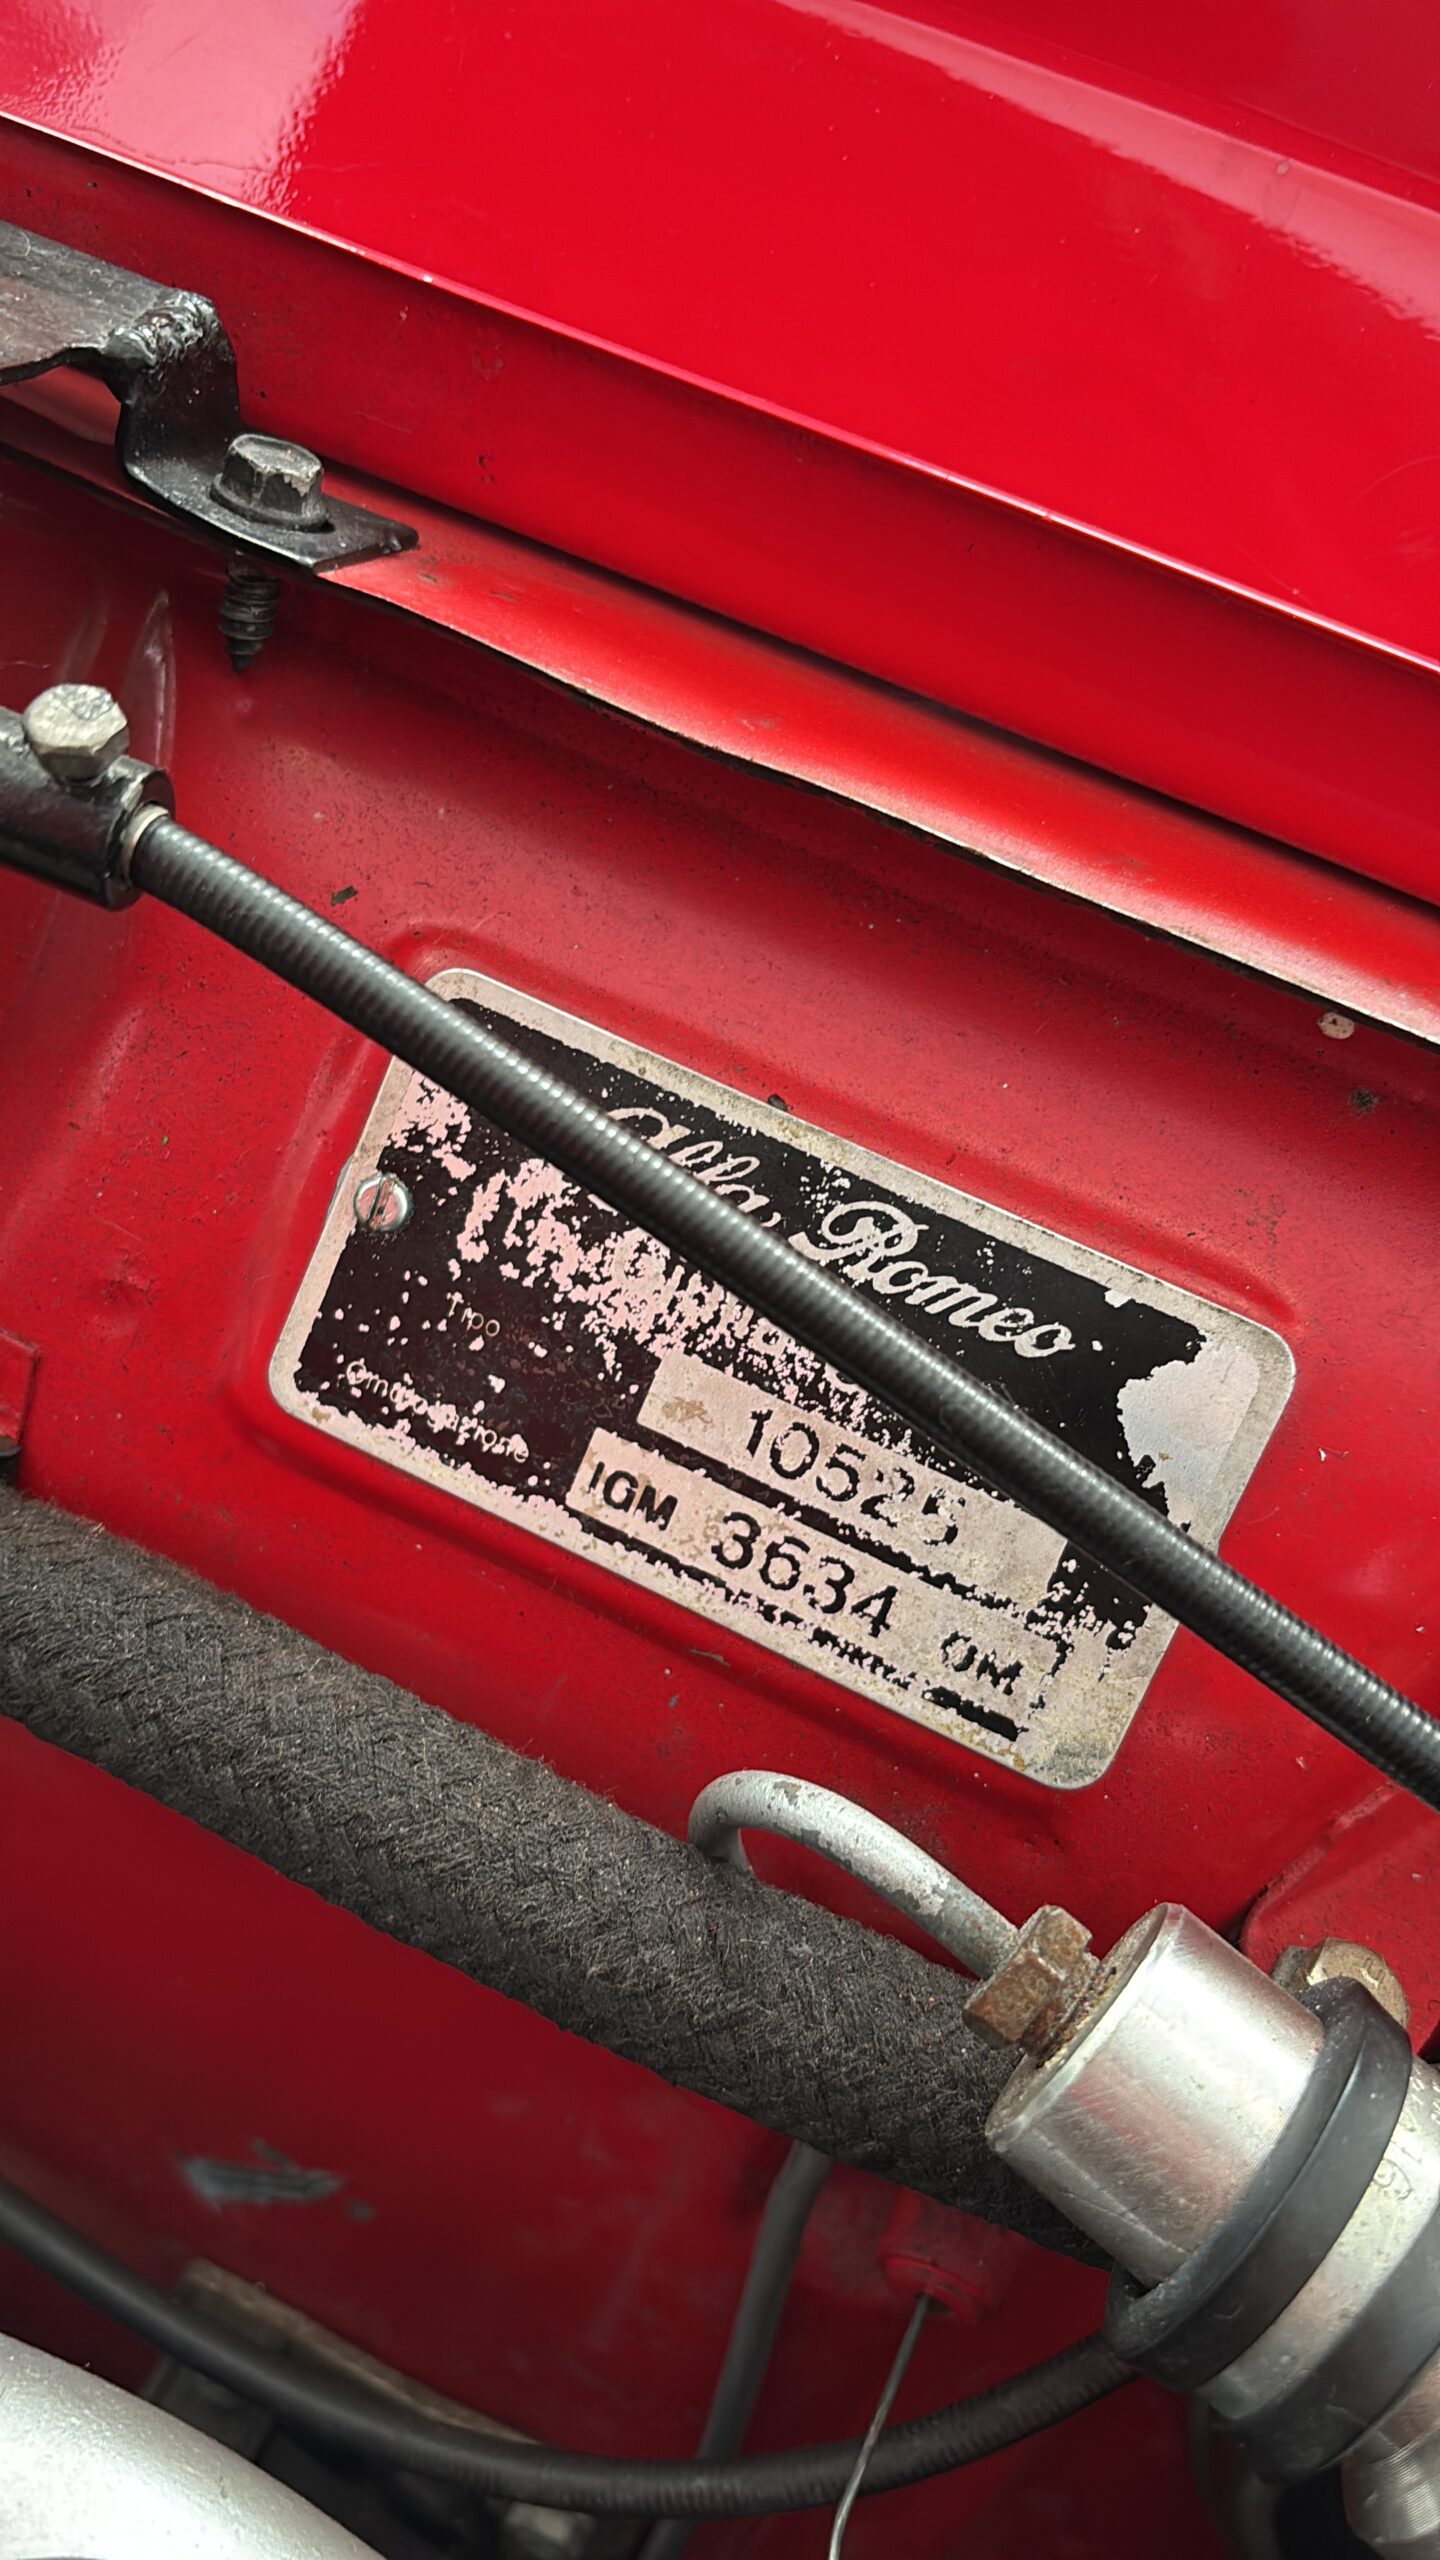 Alfa Romeo
Tipo
10525
Omologazione
IGM 3634 OM